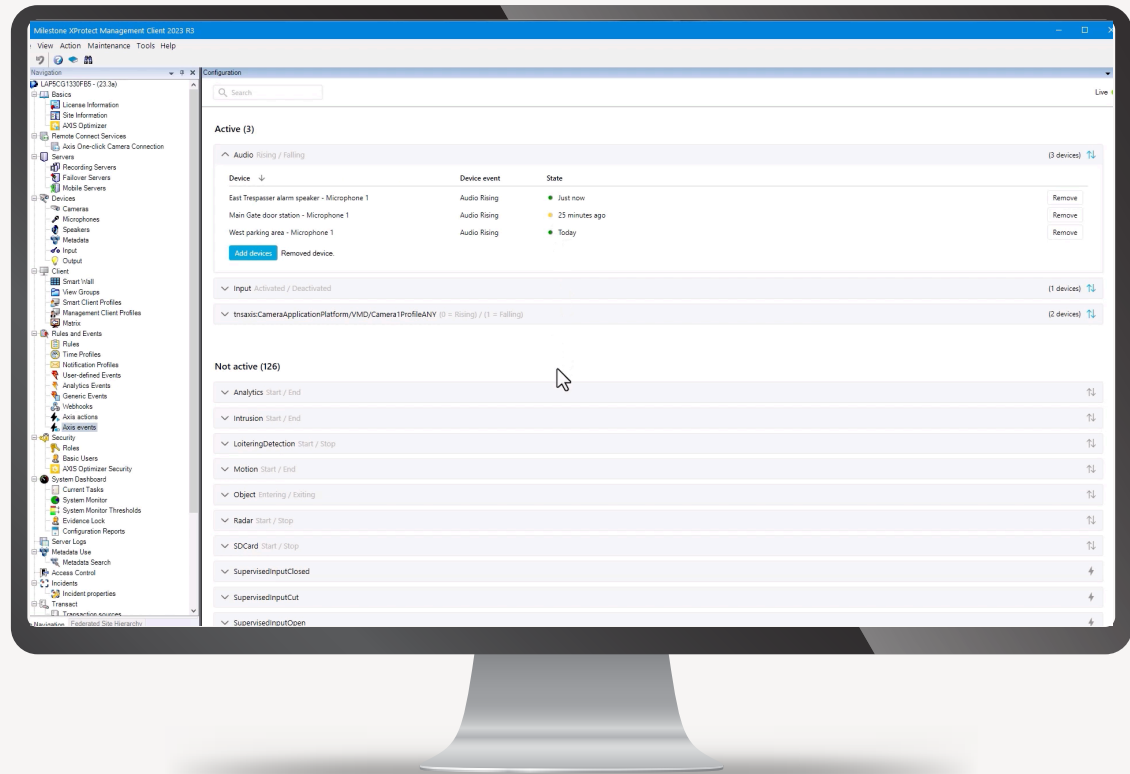 Milestone XProtect Management Client 2023 R3
View Action Maintenance Tools Help
Navigation
LAP5CG1330FB5 - (23.3a)
Basics
License Information
Site Information
AXIS Optimizer
Remote Connect Services
Axis One-click Camera Connection
Servers
Recording Servers
Failover Servers
Mobile Servers
Devices
Cameras
Microphones
Speakers
Metadata
Input
Output
Client
Smart Wall
View Groups
Smart Client Profiles
Management Client Profiles
Matrix
Rules and Events
Rules
Time Profiles
Notification Profiles
User-defined Events
Analytics Events
Generic Events
Webhooks
Axis actions
Axis events
Security
Roles
Basic Users
AXIS Optimizer Security
System Dashboard
Current Tasks
System Monitor
System Monitor Thresholds
Evidence Lock
Configuration Reports
Server Logs
Metadata Use
Metadata Search
Access Control
Incidents
Incident properties
Transact
Transaction sources
Navigation Federated Site Hierarchy
Configuration
Search
Live
Active (3)
Audio Rising / Falling (3 devices)
Device Device event State
East Trespasser alarm speaker - Microphone 1 Audio Rising Just now Remove
Main Gate door station - Microphone 1 Audio Rising 25 minutes ago Remove
West parking area - Microphone 1 Audio Rising Today Remove
Add devices Removed device.
Input Activated / Deactivated (1 devices)
tnsaxis:CameraApplicationPlatform/VMD/Camera1ProfileANY (0 = Rising) / (1 = Falling) (2 devices)
Not active (126)
Analytics Start / End
Intrusion Start / End
LoiteringDetection Start / Stop
Motion Start / End
Object Entering / Exiting
Radar Start / Stop
SDCard Start / Stop
SupervisedInputClosed
SupervisedInputCut
SupervisedInputOpen